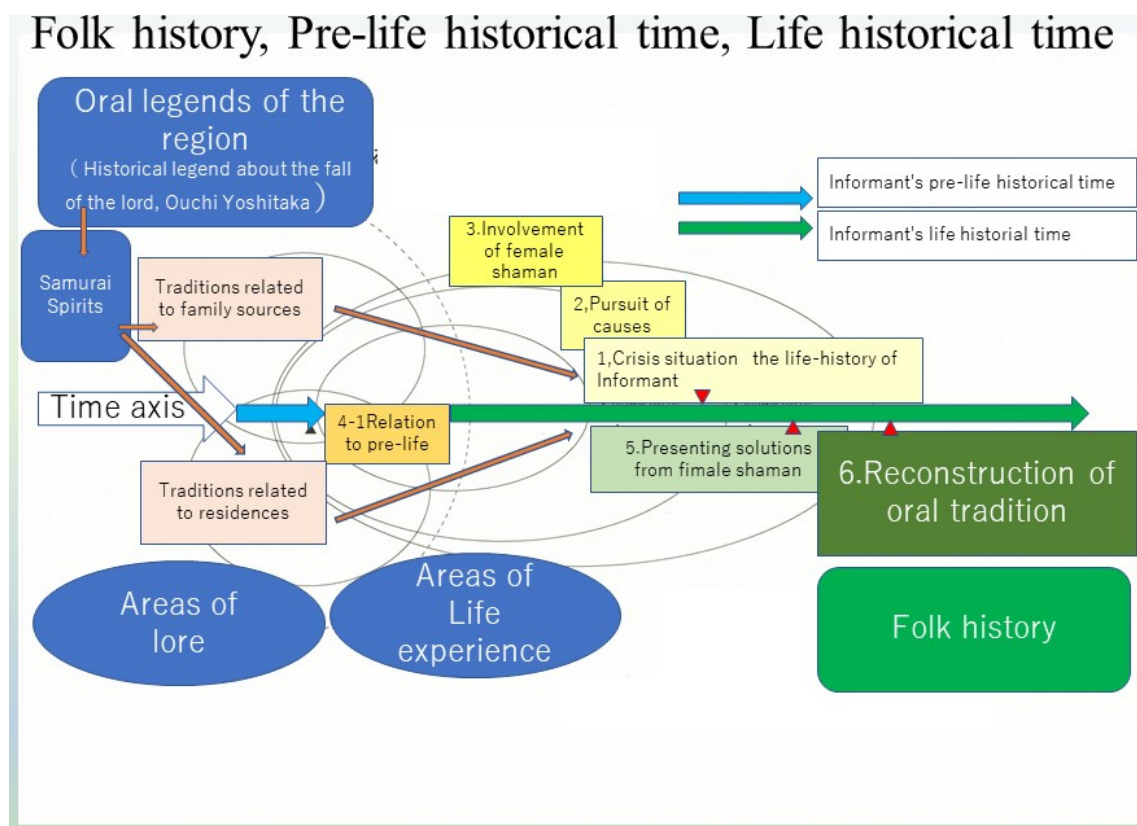 Folk history, Pre-life historical time, Life historical time
Oral legends of the
region
( Historical legend about the fall
of the lord, Ouchi Yoshitaka )
Samurai
Spirits
Traditions related
to family sources
3.Involvement
of female
shaman
2,Pursuit of
causes
1,Crisis situation the life-history of
Informant
Informant's pre-life historical time
Informant's life historial time
Time axis
4-1Relation
to pre-life
5.Presenting solutions
from fimale shaman
Traditions related
to residences
6.Reconstruction of
oral tradition
Areas of
lore
Areas of
Life
experience
Folk history